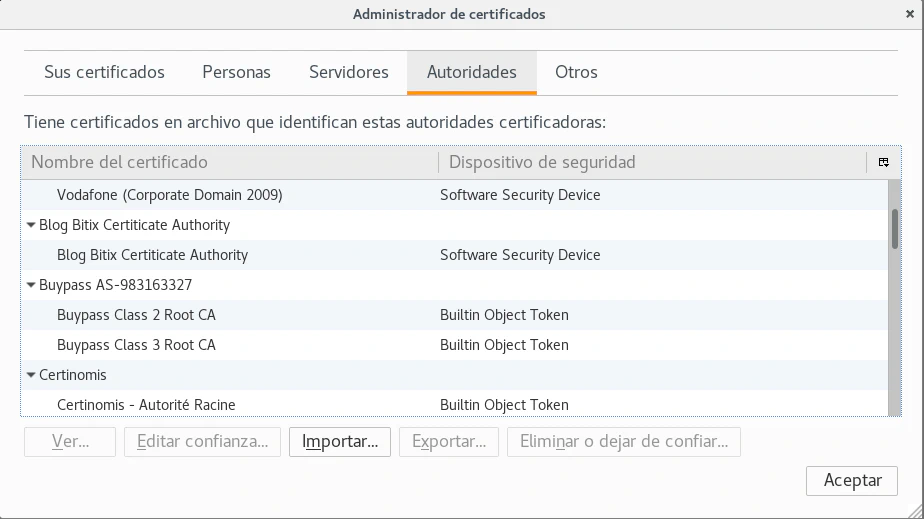 Administrador de certificados
Sus certificados Personas Servidores Autoridades Otros
Tiene certificados en archivo que identifican estas autoridades certificadoras:
Nombre del certificado Dispositivo de seguridad
Vodafone (Corporate Domain 2009) Software Security Device
Blog Bitix Certiticate Authority
Blog Bitix Certiticate Authority Software Security Device
Buypass AS-983163327
Buypass Class 2 Root CA Builtin Object Token
Buypass Class 3 Root CA Builtin Object Token
Certinomis
Certinomis - Autorité Racine Builtin Object Token
Ver... Editar confianza... Importar... Exportar... Eliminar o dejar de confiar...
Aceptar